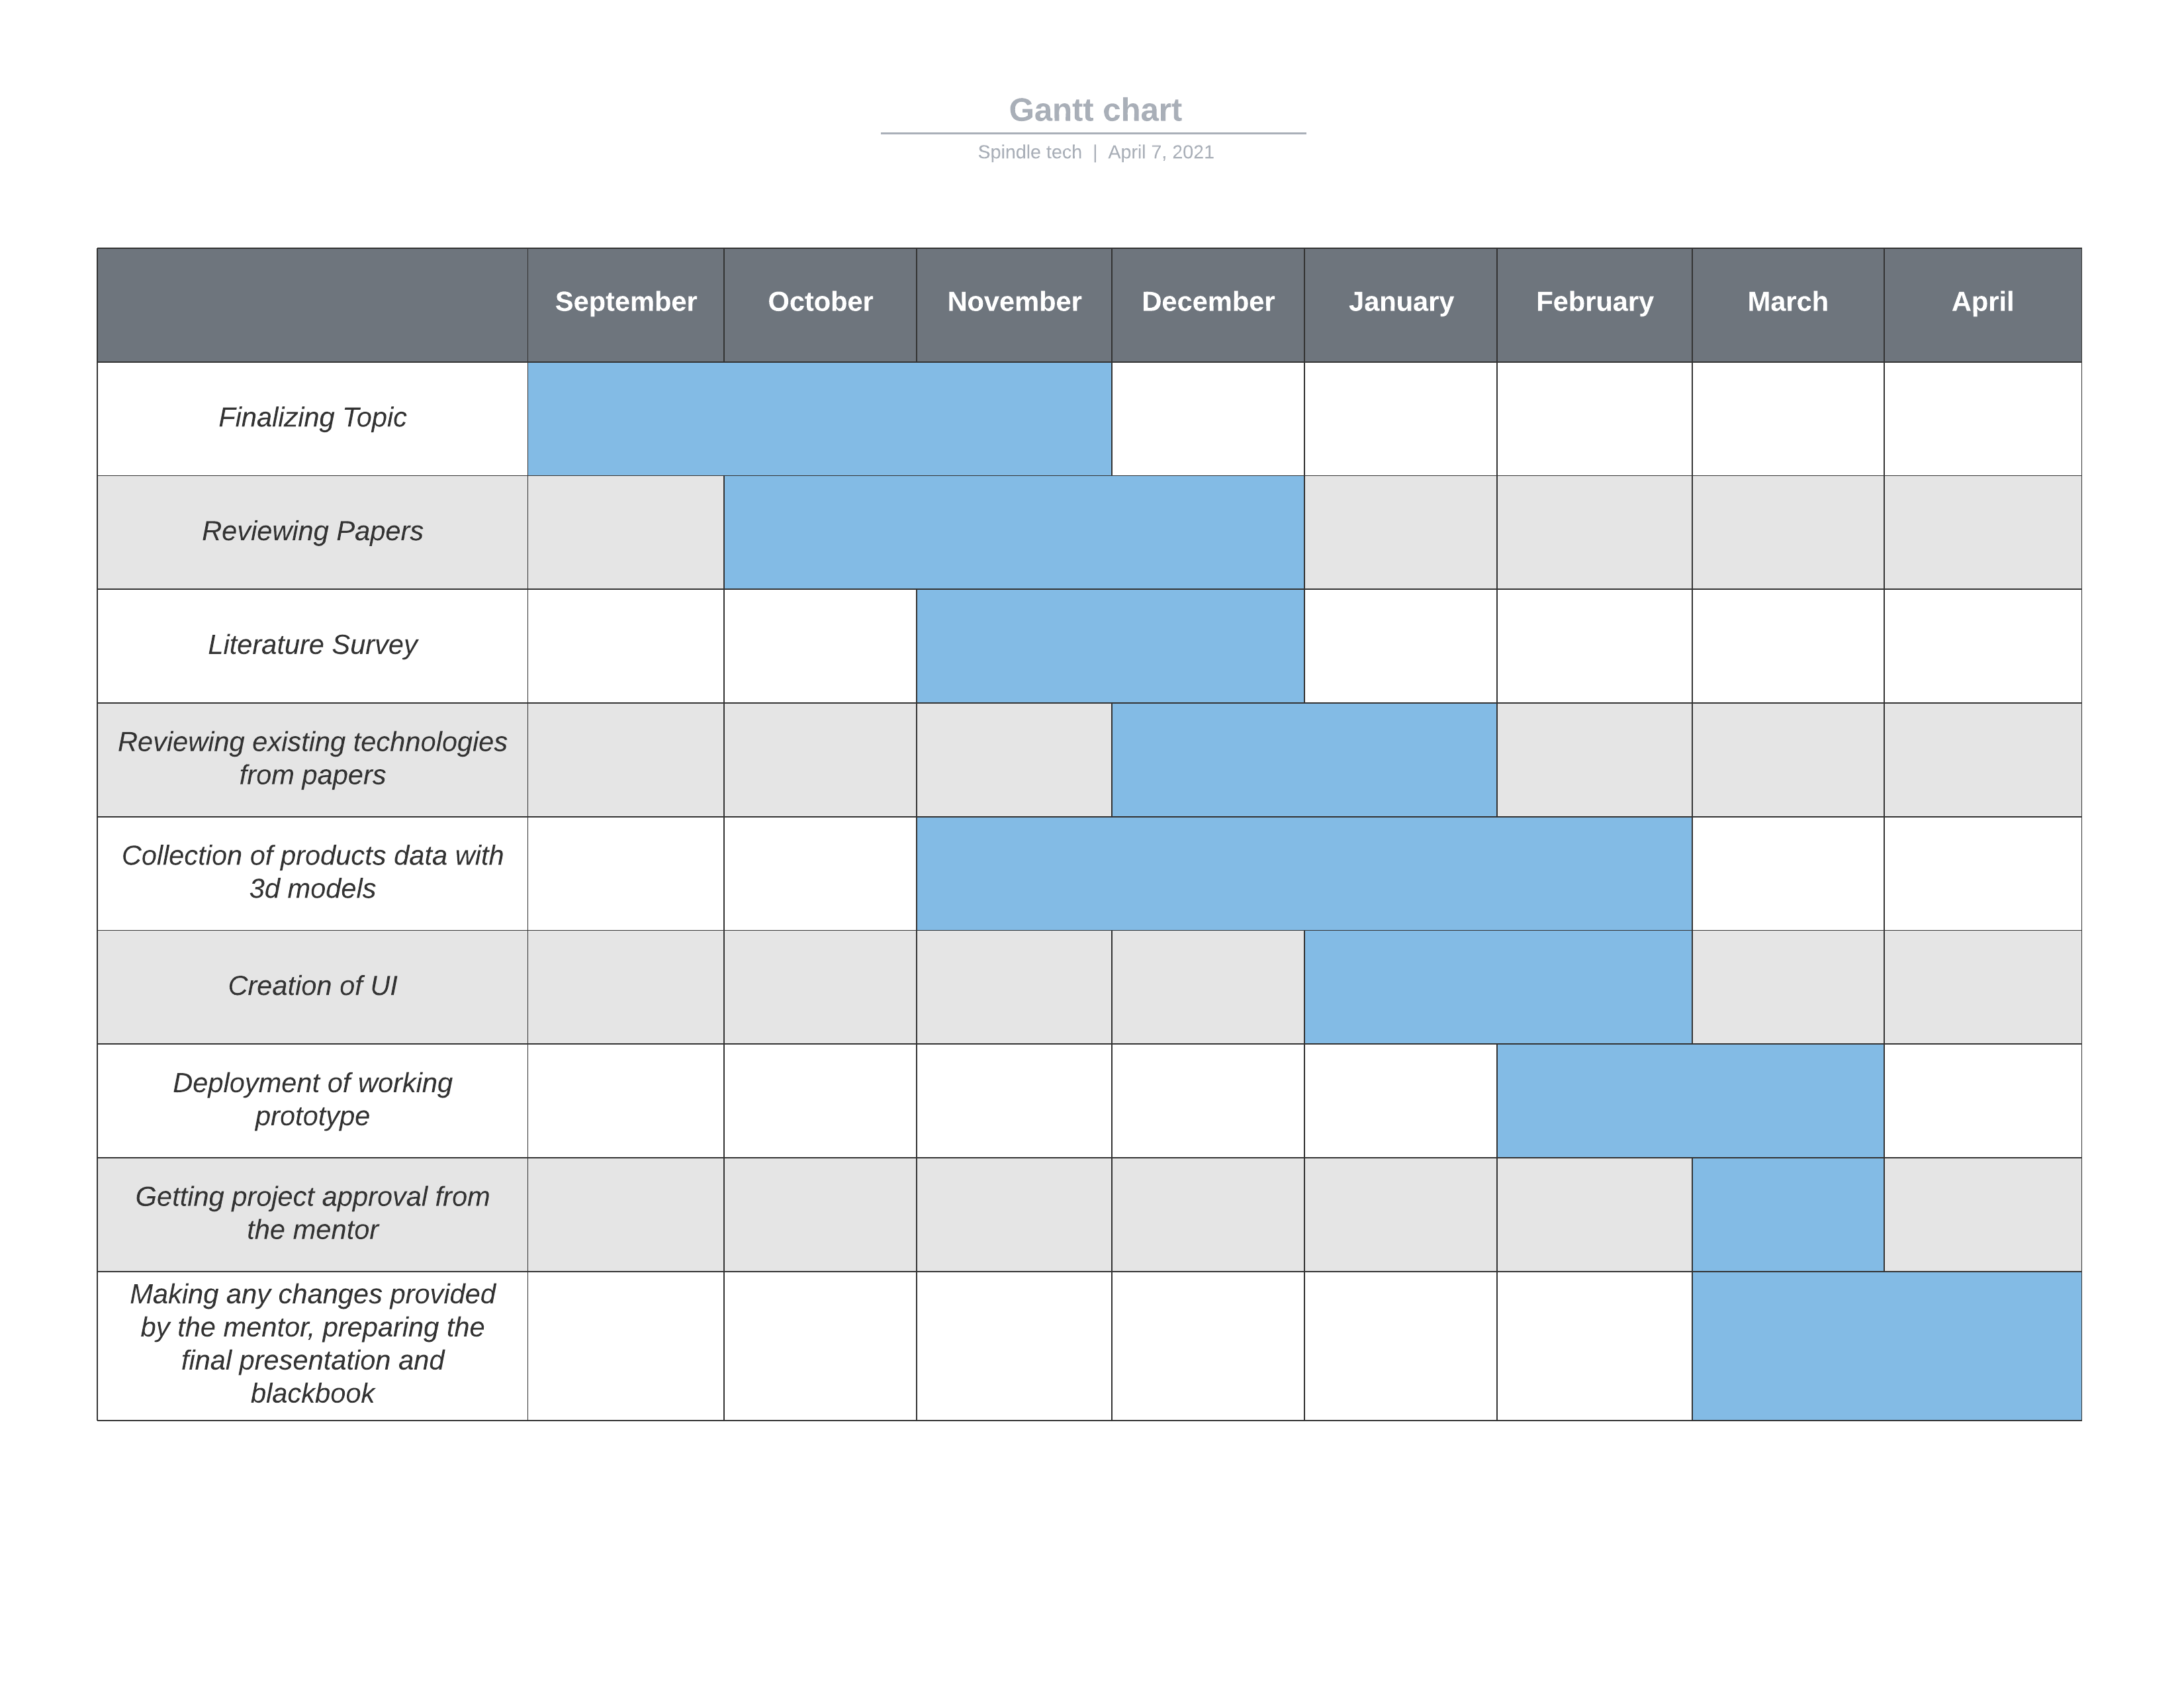 Gantt chart
Spindle tech | April 7, 2021
September October November December January February March April
Finalizing Topic
Reviewing Papers
Literature Survey
Reviewing existing technologies
from papers
Collection of products data with
3d models
Creation of UI
Deployment of working
prototype
Getting project approval from
the mentor
Making any changes provided
by the mentor, preparing the
final presentation and
blackbook